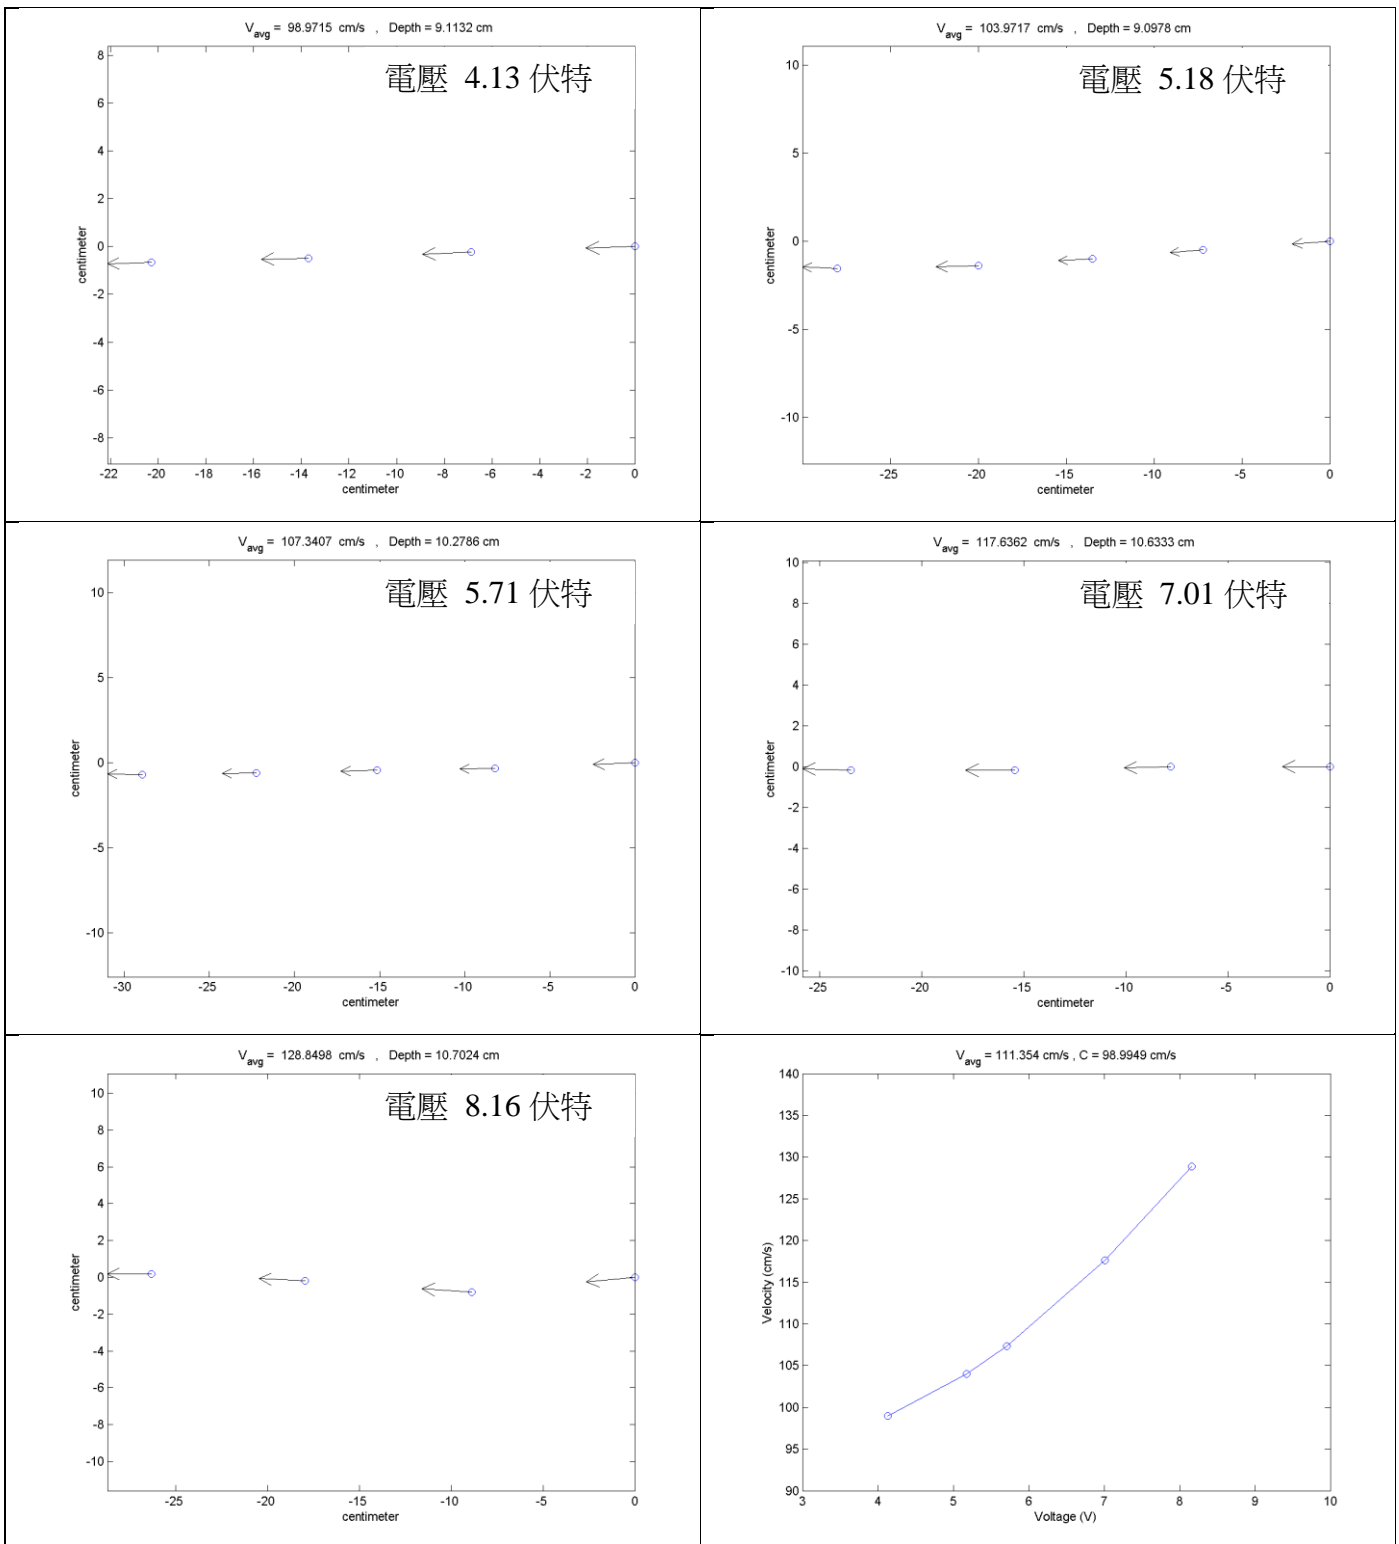 V_avg = 98.9715 cm/s , Depth = 9.1132 cm
電壓 4.13 伏特
8
6
4
2
0
-2
-4
-6
-8
centimeter
-22 -20 -18 -16 -14 -12 -10 -8 -6 -4 -2 0
centimeter
V_avg = 103.9717 cm/s , Depth = 9.0978 cm
電壓 5.18 伏特
10
5
0
-5
-10
centimeter
-25 -20 -15 -10 -5 0
centimeter
V_avg = 107.3407 cm/s , Depth = 10.2786 cm
電壓 5.71 伏特
10
5
0
-5
-10
centimeter
-30 -25 -20 -15 -10 -5 0
centimeter
V_avg = 117.6362 cm/s , Depth = 10.6333 cm
電壓 7.01 伏特
10
8
6
4
2
0
-2
-4
-6
-8
-10
centimeter
-25 -20 -15 -10 -5 0
centimeter
V_avg = 128.8498 cm/s , Depth = 10.7024 cm
電壓 8.16 伏特
10
8
6
4
2
0
-2
-4
-6
-8
-10
centimeter
-25 -20 -15 -10 -5 0
centimeter
V_avg = 111.354 cm/s , C = 98.9949 cm/s
140
135
130
125
120
115
110
105
100
95
90
Velocity (cm/s)
3 4 5 6 7 8 9 10
Voltage (V)